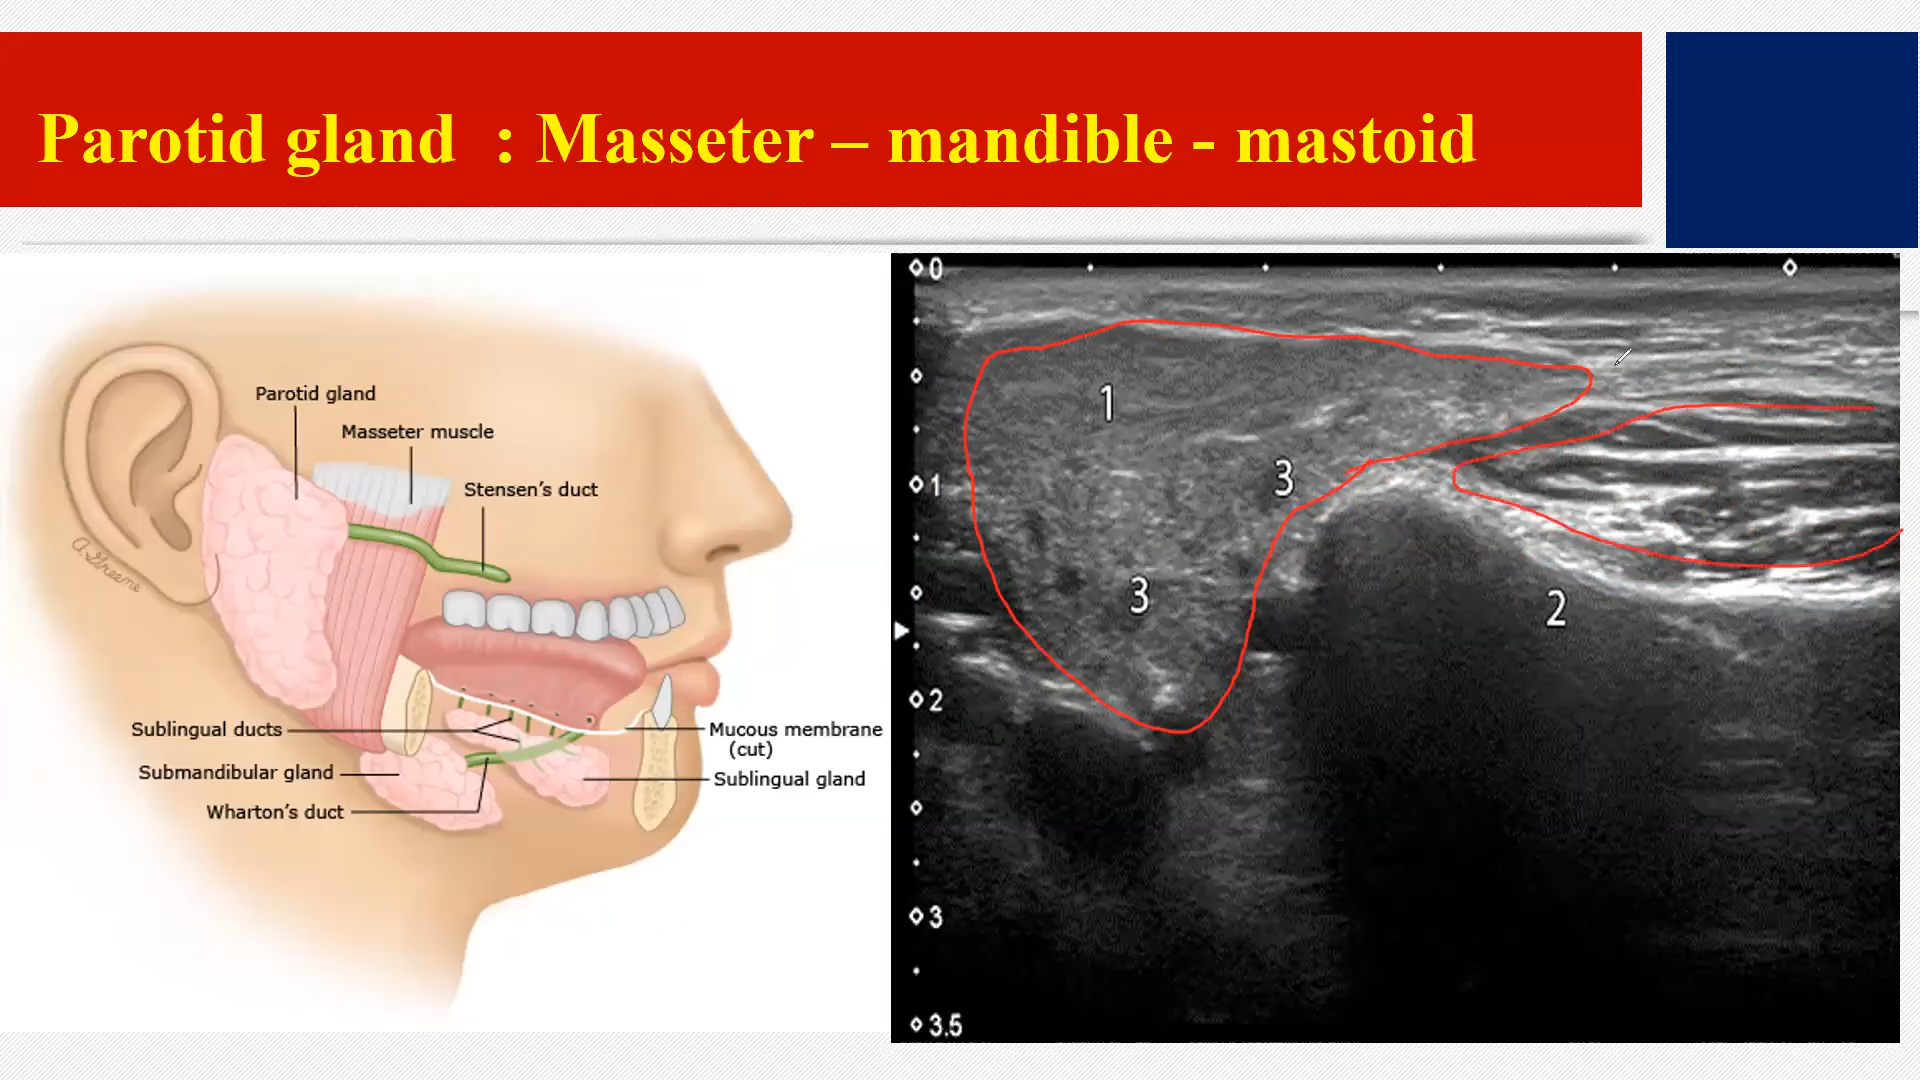 Parotid gland : Masseter – mandible - mastoid
Parotid gland
Masseter muscle
Stensen’s duct
Sublingual ducts
Submandibular gland
Wharton’s duct
Mucous membrane
(cut)
Sublingual gland
0
1
2
3
3.5
1
3
3
2